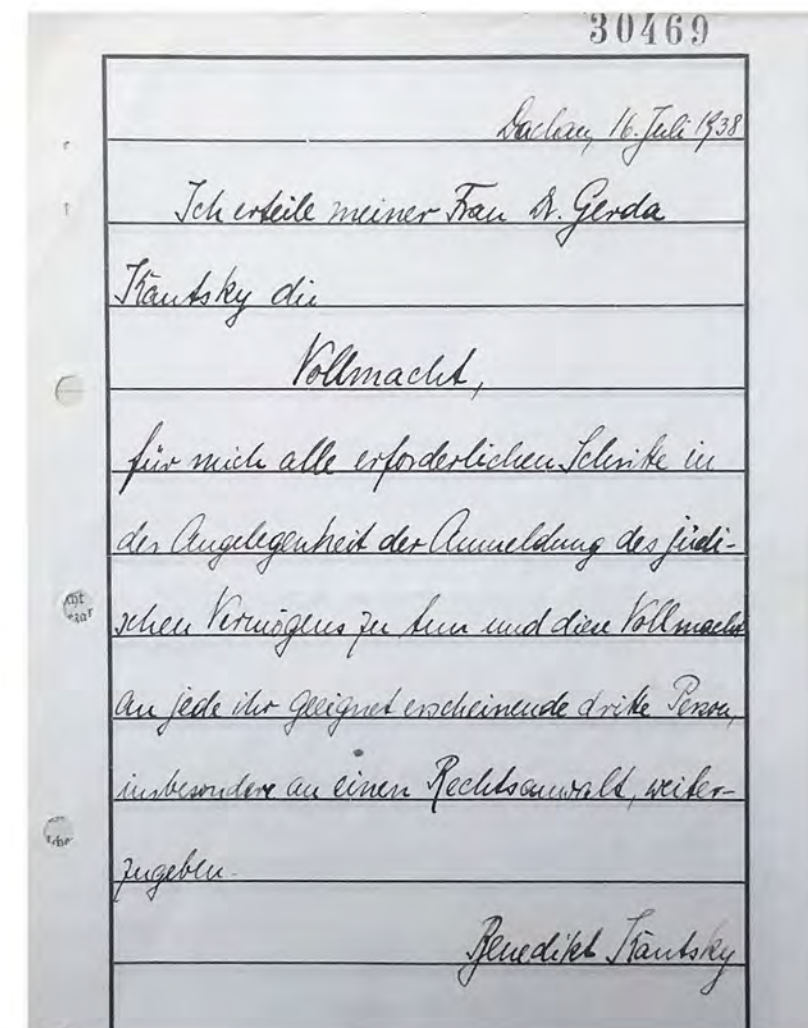 30469
Dachau, 16. Juli 1938
Ich erteile meiner Frau Dr. Gerda
Kautsky die
Vollmacht,
für mich alle erforderlichen Schritte in
der Angelegenheit der Anmeldung des jüdi-
schen Vermögens zu tun und diese Vollmacht
an jede ihr geeignet erscheinende dritte Person,
insbesondere an einen Rechtsanwalt, weiter-
zugeben.
Benedikt Kautsky